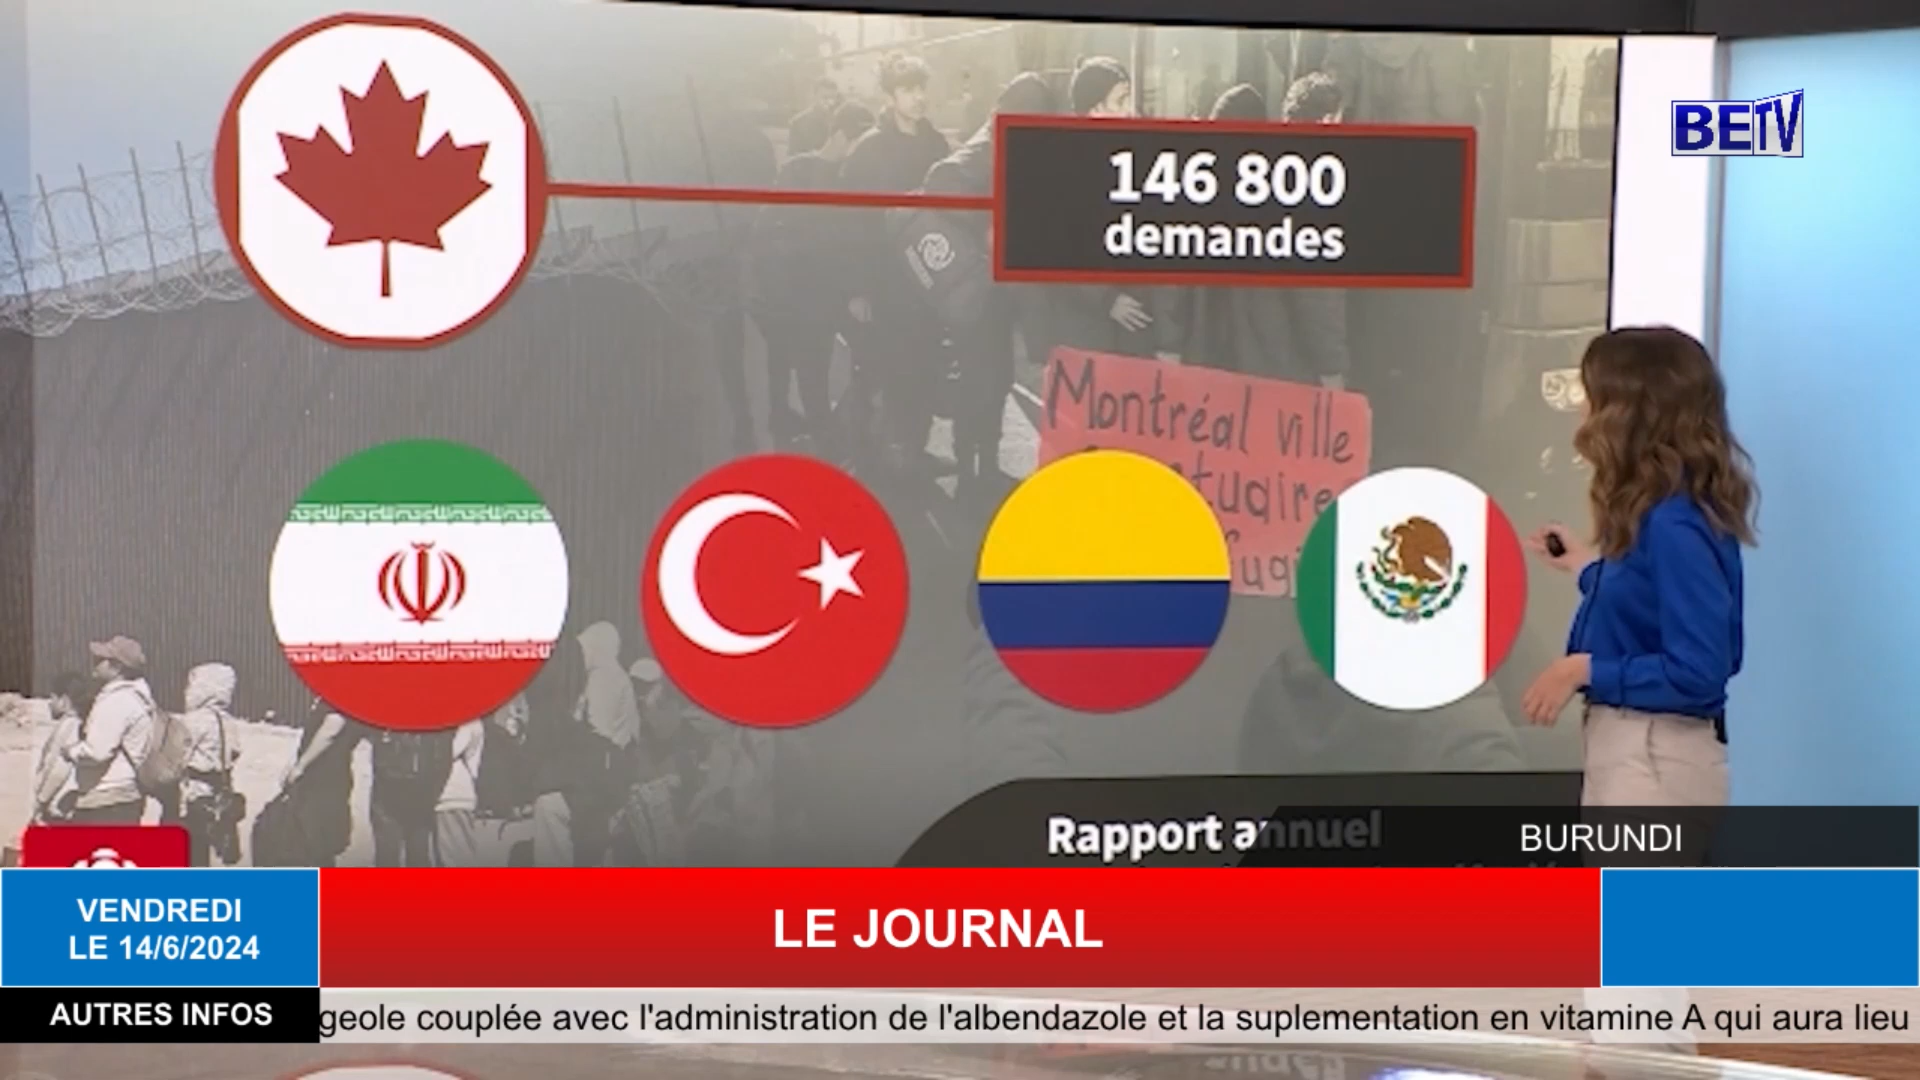 BETV
146 800
demandes
Montréal ville
Rapport annuel
BURUNDI
VENDREDI
LE 14/6/2024
LE JOURNAL
AUTRES INFOS
geole couplée avec l'administration de l'albendazole et la suplementation en vitamine A qui aura lieu